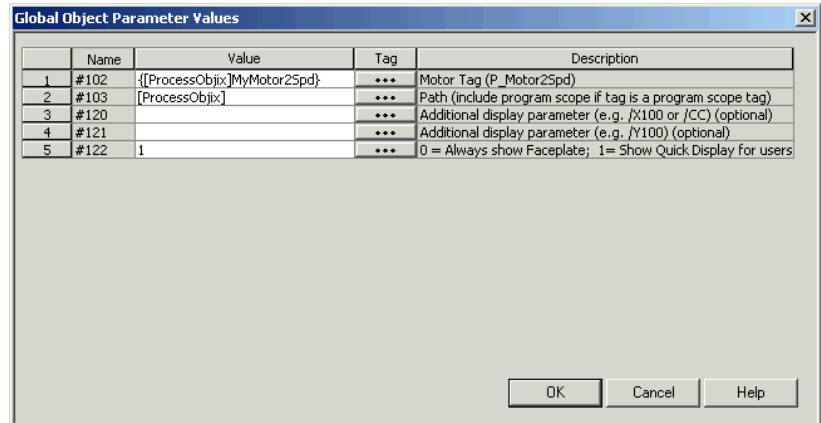 Global Object Parameter Values
Name Value Tag Description
1 #102 {[ProcessObjix]MyMotor2Spd} ••• Motor Tag (P_Motor2Spd)
2 #103 [ProcessObjix] ••• Path (include program scope if tag is a program scope tag)
3 #120 ••• Additional display parameter (e.g. /X100 or /CC) (optional)
4 #121 ••• Additional display parameter (e.g. /Y100) (optional)
5 #122 1 ••• 0 = Always show Faceplate; 1= Show Quick Display for users
OK Cancel Help